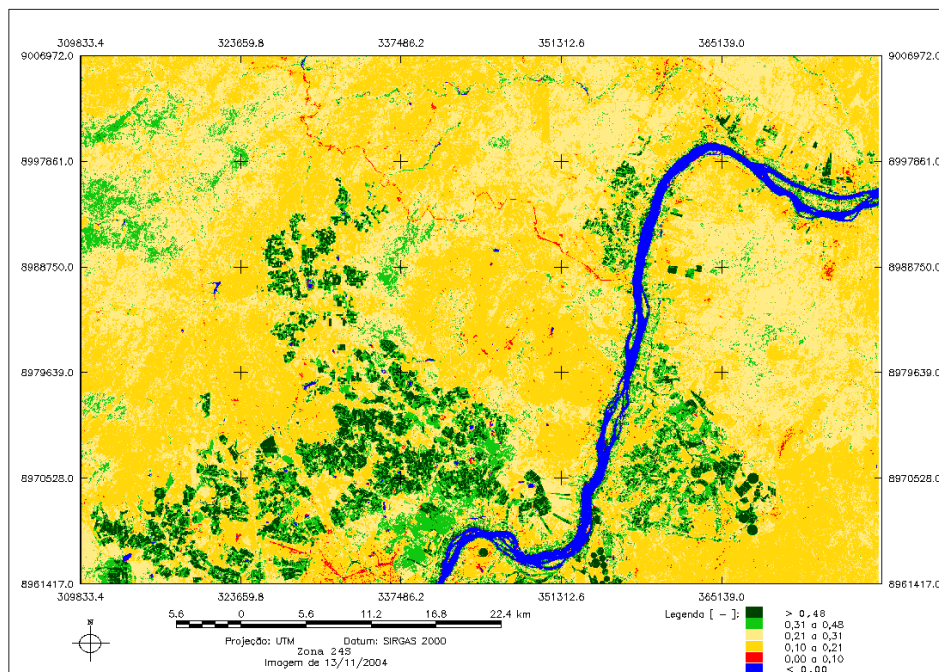 309833.4 323659.8 337486.2 351312.6 365139.0
9006972.0 9006972.0
8997861.0 8997861.0
8988750.0 8988750.0
8979639.0 8979639.0
8970528.0 8970528.0
8961417.0 8961417.0
309833.4 323659.8 337486.2 351312.6 365139.0
5.6 0 5.6 11.2 16.8 22.4 km
N
Projeção: UTM Datum: SIRGAS 2000
Zona 24S
Imagem de 13/11/2004
Legenda [ - ]:
> 0,48
0,31 a 0,48
0,21 a 0,31
0,10 a 0,21
0,00 a 0,10
< 0,00